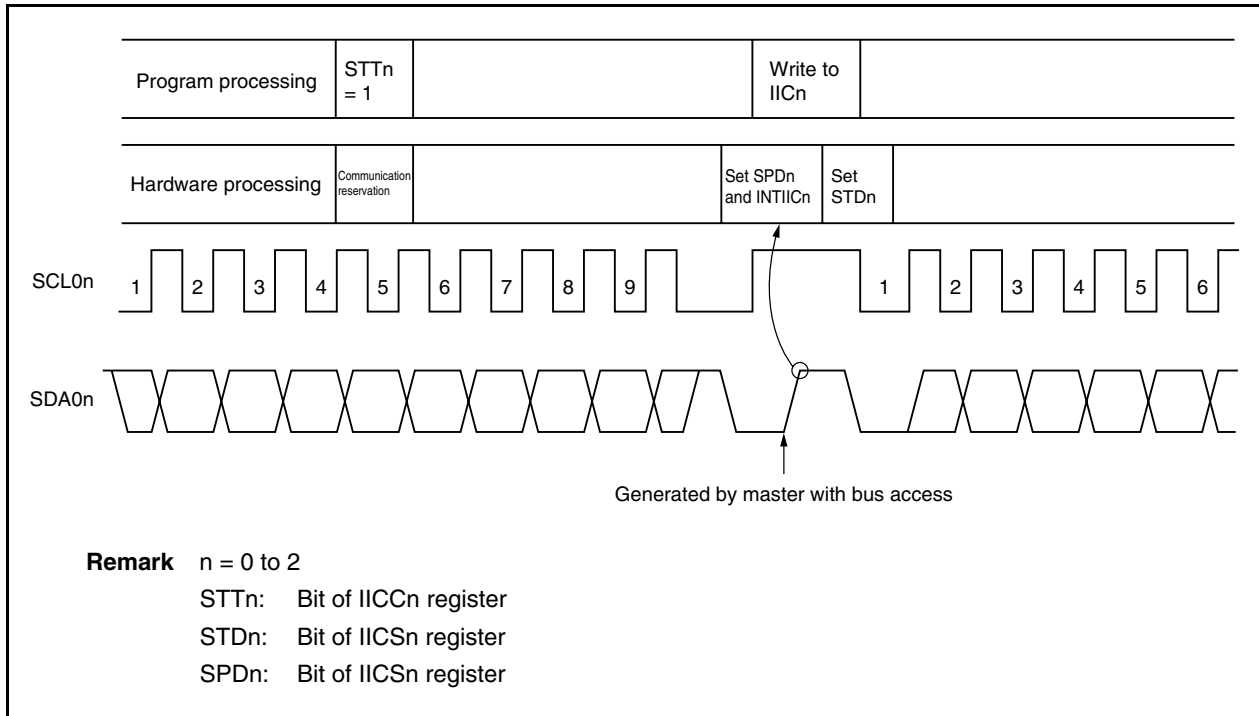 Program processing
STTn
= 1
Write to
IICn
Hardware processing
Communication
reservation
Set SPDn
and INTIICn
Set
STDn
SCL0n
1 2 3 4 5 6 7 8 9 1 2 3 4 5 6
SDA0n
Generated by master with bus access
Remark n = 0 to 2
STTn: Bit of IICCn register
STDn: Bit of IICSn register
SPDn: Bit of IICSn register